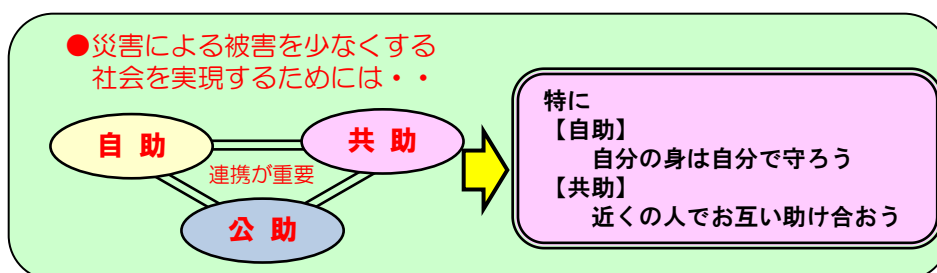 ●災害による被害を少なくする
社会を実現するためには・・
自 助
共 助
連携が重要
公 助
特に
【自助】
自分の身は自分で守ろう
【共助】
近くの人でお互い助け合おう